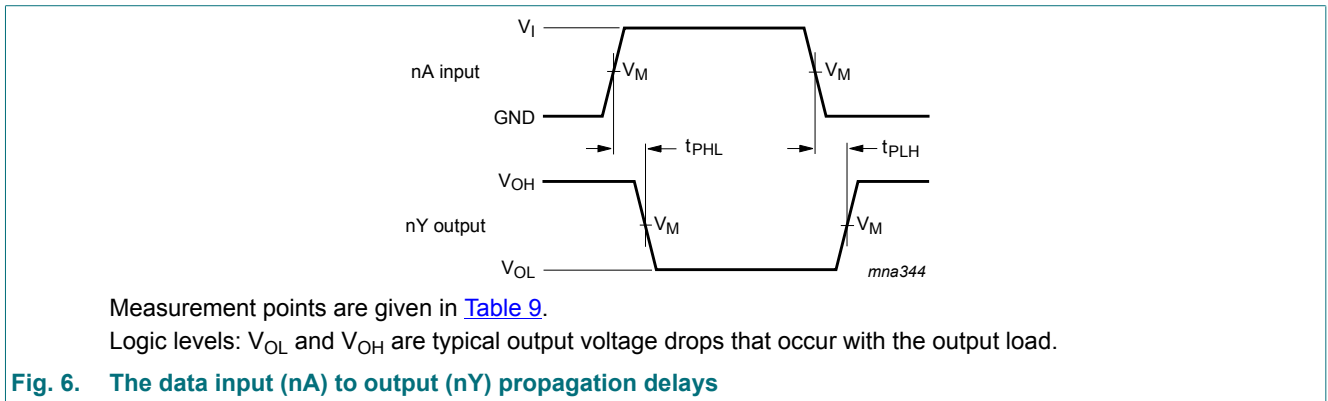 V_I
nA input
V_M
V_M
GND
t_PHL
t_PLH
V_OH
nY output
V_M
V_M
V_OL
mna344
Measurement points are given in Table 9.
Logic levels: V_OL and V_OH are typical output voltage drops that occur with the output load.
Fig. 6. The data input (nA) to output (nY) propagation delays